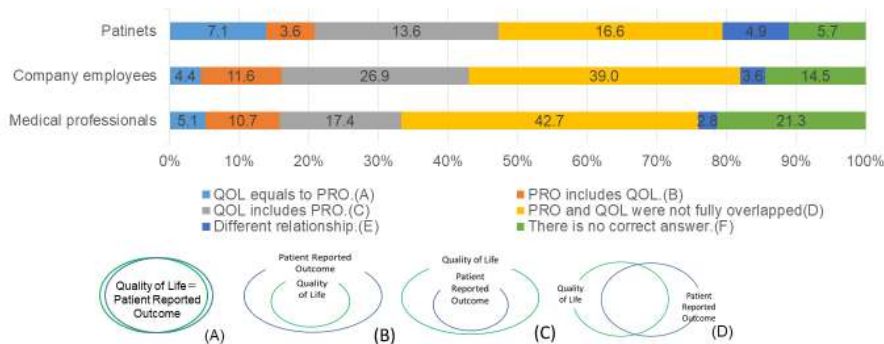 Patinets 7.1 3.6 13.6 16.6 4.9 5.7
Company employees 4.4 11.6 26.9 39.0 3.6 14.5
Medical professionals 5.1 10.7 17.4 42.7 2.8 21.3
0% 10% 20% 30% 40% 50% 60% 70% 80% 90% 100%
QOL equals to PRO.(A) PRO includes QOL.(B)
QOL includes PRO.(C) PRO and QOL were not fully overlapped(D)
Different relationship.(E) There is no correct answer.(F)
Quality of Life=
Patient Reported
Outcome
(A)
Patient Reported
Outcome
Quality
of Life
(B)
Quality of Life
Patient
Reported
Outcome
(C)
Quality
of Life
Patient
Reported
Outcome
(D)